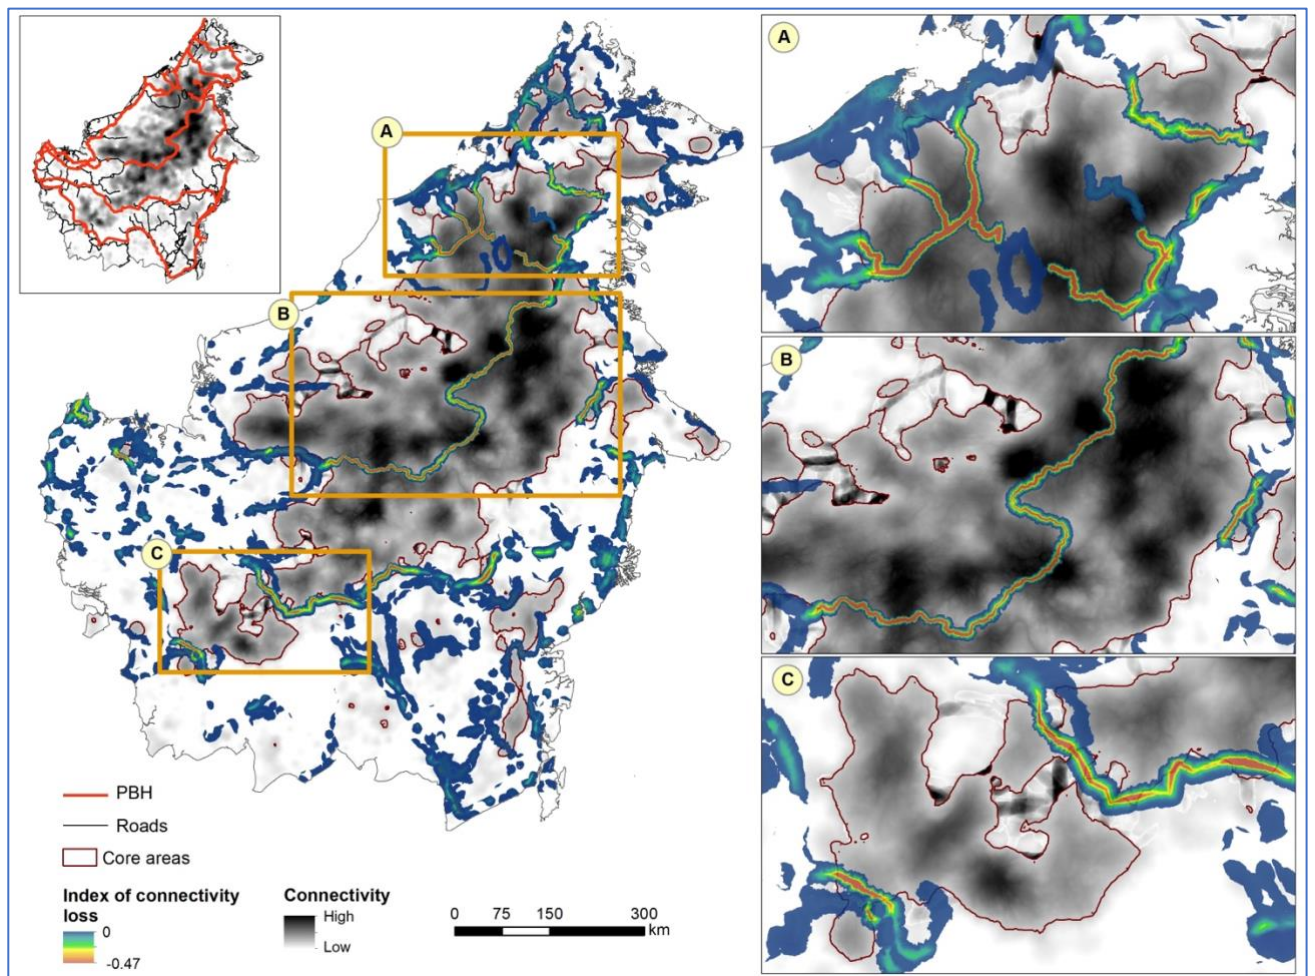 A
B
C
A
B
C
PBH
Roads
Core areas
Index of connectivity
loss
0
-0.47
Connectivity
High
Low
0 75 150 300
km